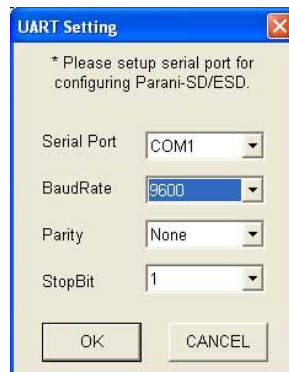 UART Setting
* Please setup serial port for
configuring Parani-SD/ESD.
Serial Port COM1
BaudRate 9600
Parity None
StopBit 1
OK CANCEL